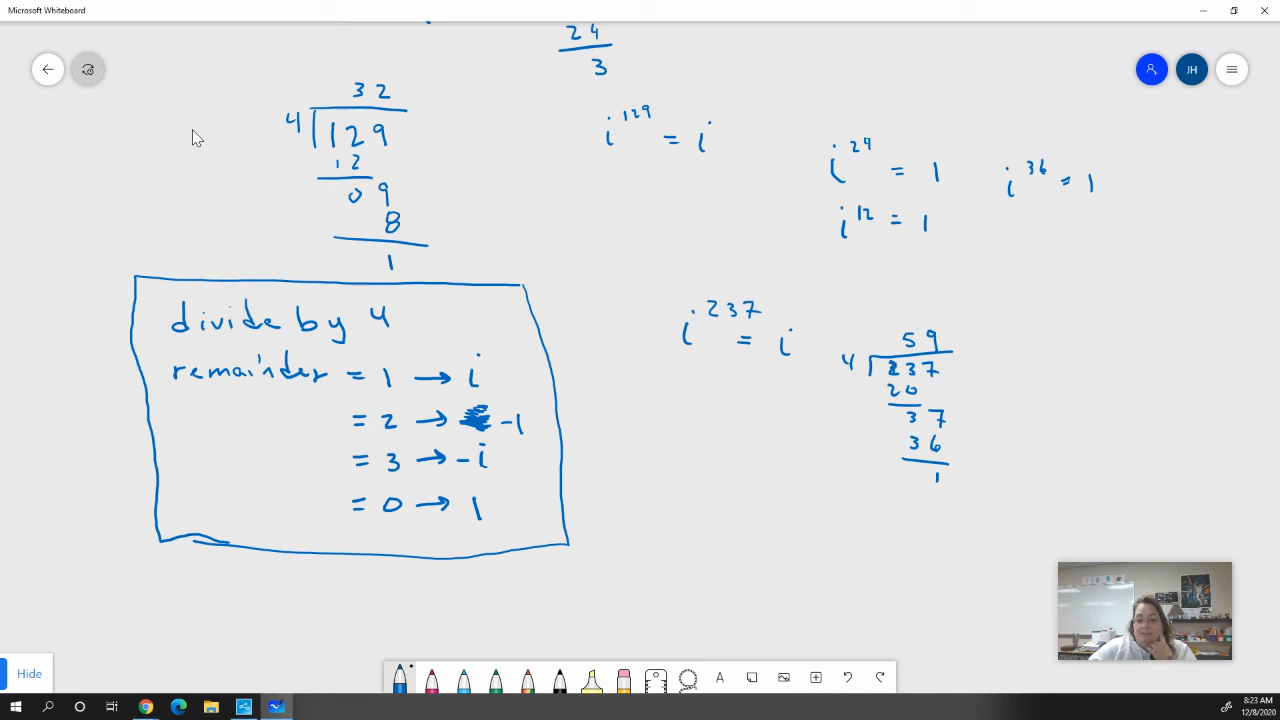 Microsoft Whiteboard
24
3
JH
32
4 129
12
09
8
1
i^129 = i
i^24 = 1
i^36 = 1
i^12 = 1
divide by 4
remainder = 1 → i
= 2 → -1
= 3 → -i
= 0 → 1
i^237 = i
59
4 237
20
37
36
1
Hide
A
8:23 AM
12/8/2020